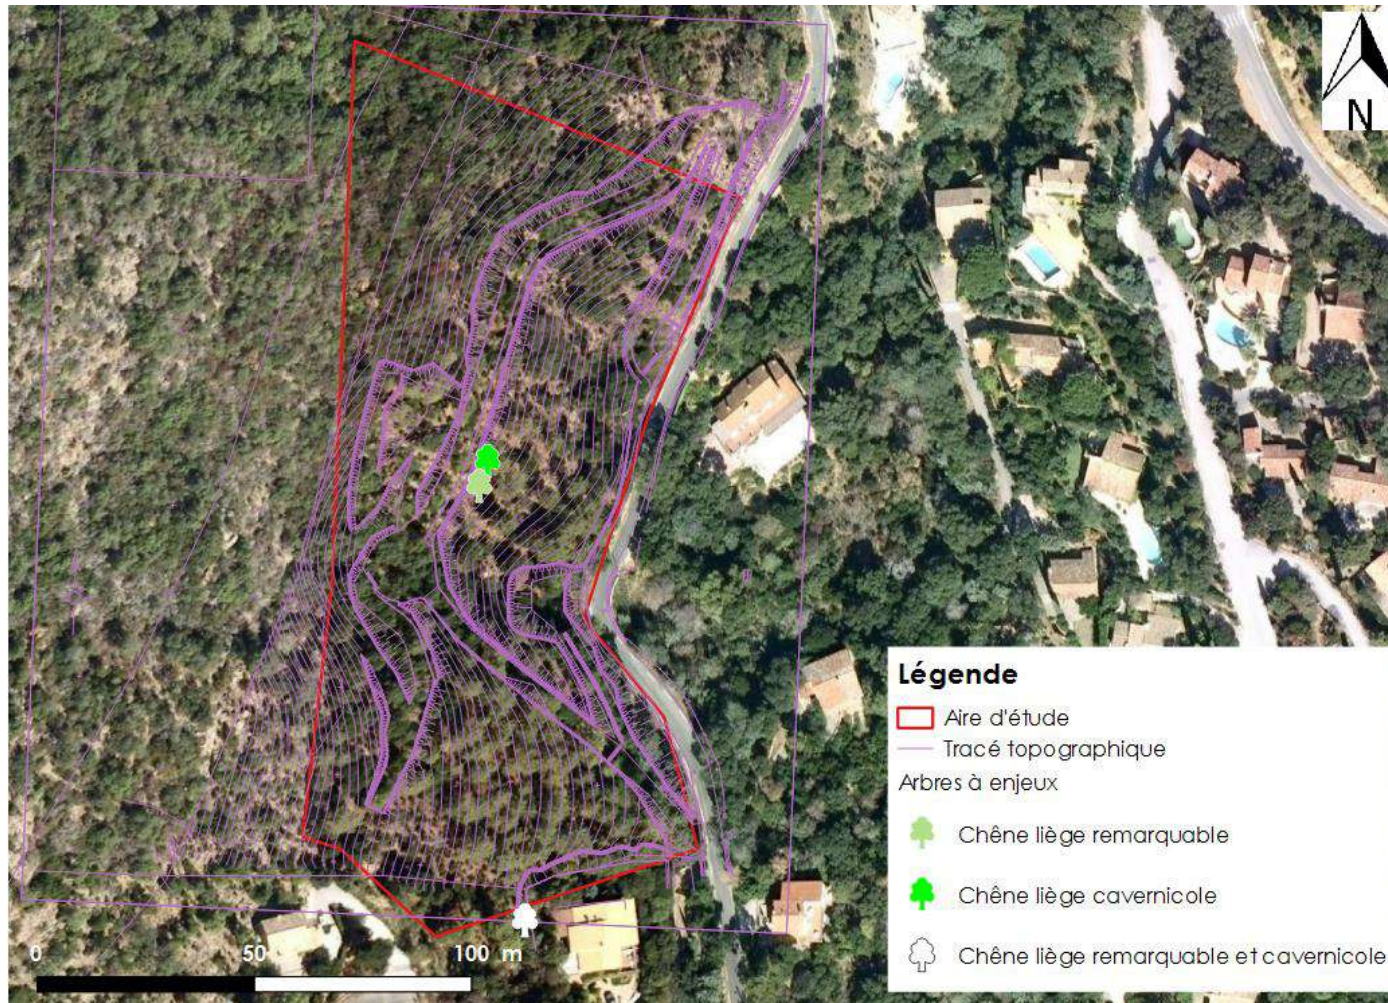 N
Légende
Aire d'étude
Tracé topographique
Arbres à enjeux
Chêne liège remarquable
Chêne liège cavernicole
Chêne liège remarquable et cavernicole
0 50 100 m